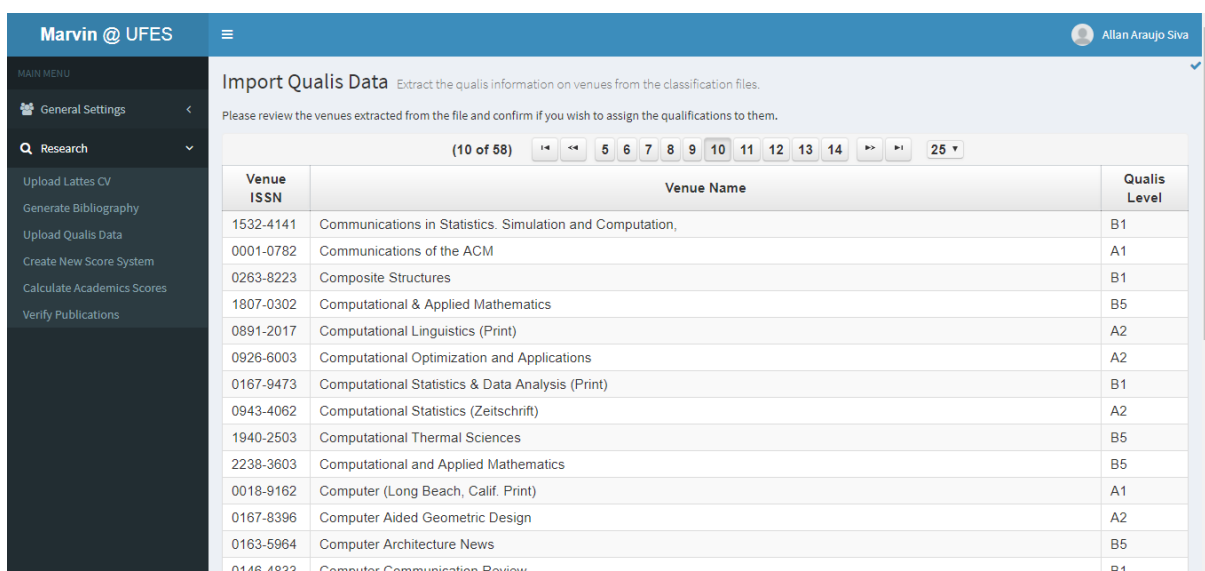 Marvin @ UFES
Allan Araujo Siva
MAIN MENU
General Settings
Research
Upload Lattes CV
Generate Bibliography
Upload Qualis Data
Create New Score System
Calculate Academics Scores
Verify Publications
Import Qualis Data Extract the qualis information on venues from the classification files.
Please review the venues extracted from the file and confirm if you wish to assign the qualifications to them.
(10 of 58) 5 6 7 8 9 10 11 12 13 14 25
Venue ISSN Venue Name Qualis Level
1532-4141 Communications in Statistics. Simulation and Computation, B1
0001-0782 Communications of the ACM A1
0263-8223 Composite Structures B1
1807-0302 Computational & Applied Mathematics B5
0891-2017 Computational Linguistics (Print) A2
0926-6003 Computational Optimization and Applications A2
0167-9473 Computational Statistics & Data Analysis (Print) B1
0943-4062 Computational Statistics (Zeitschrift) A2
1940-2503 Computational Thermal Sciences B5
2238-3603 Computational and Applied Mathematics B5
0018-9162 Computer (Long Beach, Calif. Print) A1
0167-8396 Computer Aided Geometric Design A2
0163-5964 Computer Architecture News B5
0146-4833 Computer Communication Review B1